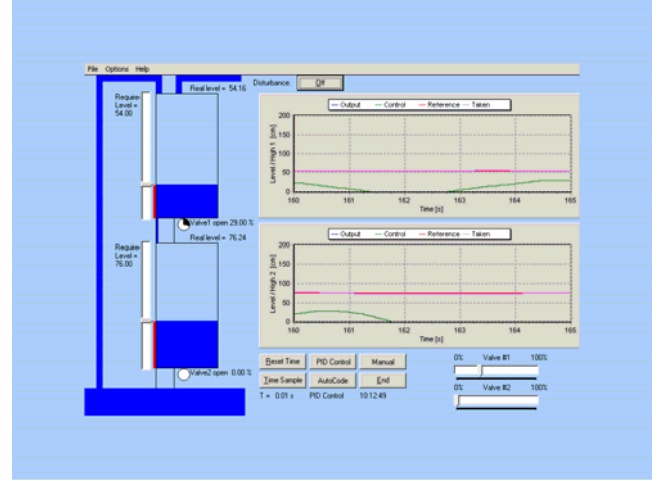 File Options Help
Real level = 54.16
Disturbance: Off
Require
Level =
54.00
Output Control Reference Taken
Level / High 1 [cm]
200
150
100
50
0
160 161 162 163 164 165
Time [s]
Valve1 open 29.00 %
Real level = 76.24
Require
Level =
76.00
Output Control Reference Taken
Level / High 2 [cm]
200
150
100
50
0
160 161 162 163 164 165
Time [s]
Valve2 open 0.00 %
Reset Time PID Control Manual
Time Sample AutoCode End
T = 0.01 s PID Control 10:12:49
0% Valve #1 100%
0% Valve #2 100%